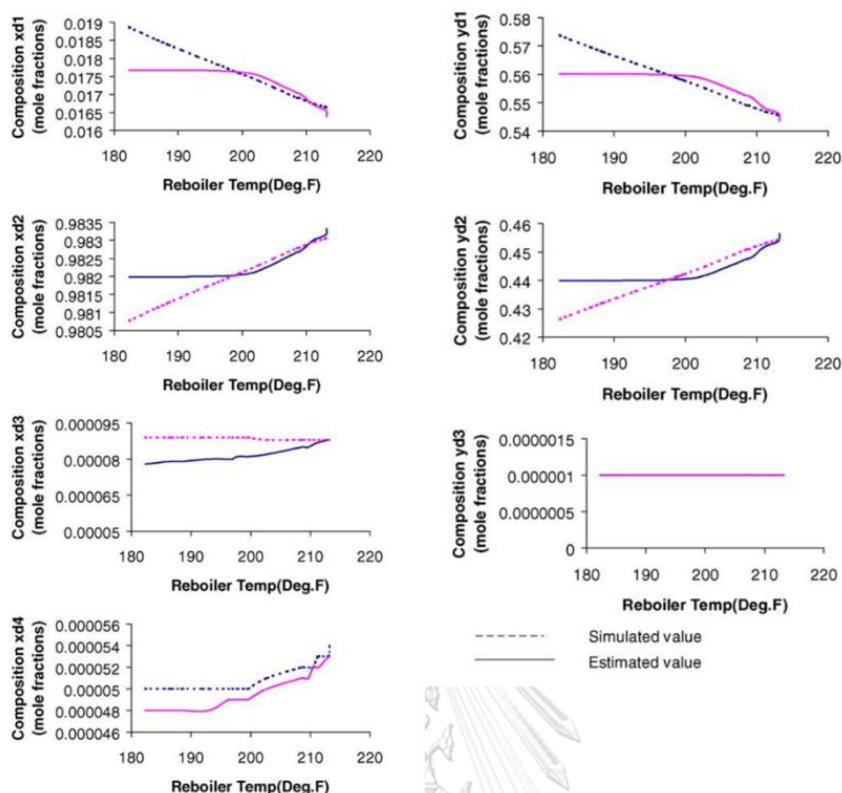 Composition xd1
(mole fractions)
0.019
0.0185
0.018
0.0175
0.017
0.0165
0.016
180 190 200 210 220
Reboiler Temp(Deg.F)
Composition yd1
(mole fractions)
0.58
0.57
0.56
0.55
0.54
180 190 200 210 220
Reboiler Temp(Deg.F)
Composition xd2
(mole fractions)
0.9835
0.983
0.9825
0.982
0.9815
0.981
0.9805
180 190 200 210 220
Reboiler Temp(Deg.F)
Composition yd2
(mole fractions)
0.46
0.45
0.44
0.43
0.42
180 190 200 210 220
Reboiler Temp(Deg.F)
Composition xd3
(mole fractions)
0.000095
0.00008
0.000065
0.00005
180 190 200 210 220
Reboiler Temp(Deg.F)
Composition yd3
(mole fractions)
0.0000015
0.000001
0.0000005
0
180 190 200 210 220
Reboiler Temp(Deg.F)
Composition xd4
(mole fractions)
0.000056
0.000054
0.000052
0.00005
0.000048
0.000046
180 190 200 210 220
Reboiler Temp(Deg.F)
Simulated value
Estimated value